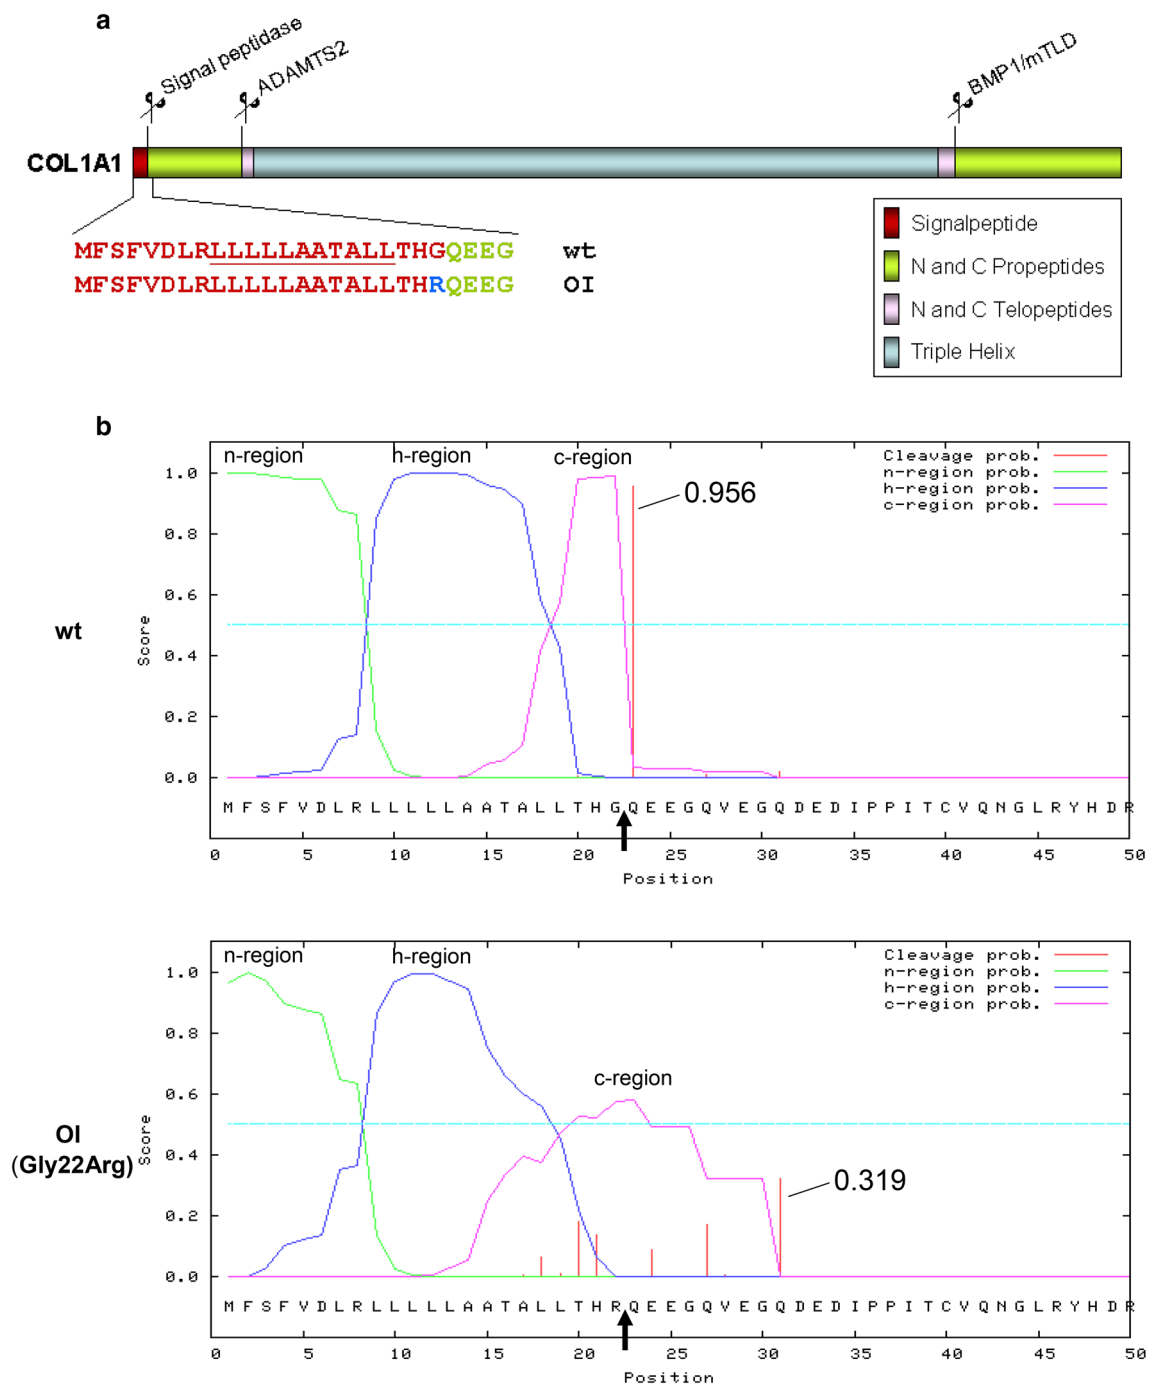 a
Signal peptidase
ADAMTS2
BMP1/mTLD
COL1A1
MFSFVDLRLLLLLAATALLTHGQEEG wt
MFSFVDLRLLLLLAATALLTHRQEEG OI
Signalpeptide
N and C Propeptides
N and C Telopeptides
Triple Helix
b
n-region h-region c-region
Cleavage prob.
n-region prob.
h-region prob.
c-region prob.
0.956
1.0
0.8
0.6
0.4
0.2
0.0
Score
wt
M F S F V D L R L L L L L A A T A L L T H G Q E E G Q V E G Q D E D I P P I T C V Q N G L R Y H D R
0 5 10 15 20 25 30 35 40 45 50
Position
n-region h-region
Cleavage prob.
n-region prob.
h-region prob.
c-region prob.
c-region
0.319
1.0
0.8
0.6
0.4
0.2
0.0
Score
OI
(Gly22Arg)
M F S F V D L R L L L L L A A T A L L T H R Q E E G Q V E G Q D E D I P P I T C V Q N G L R Y H D R
0 5 10 15 20 25 30 35 40 45 50
Position